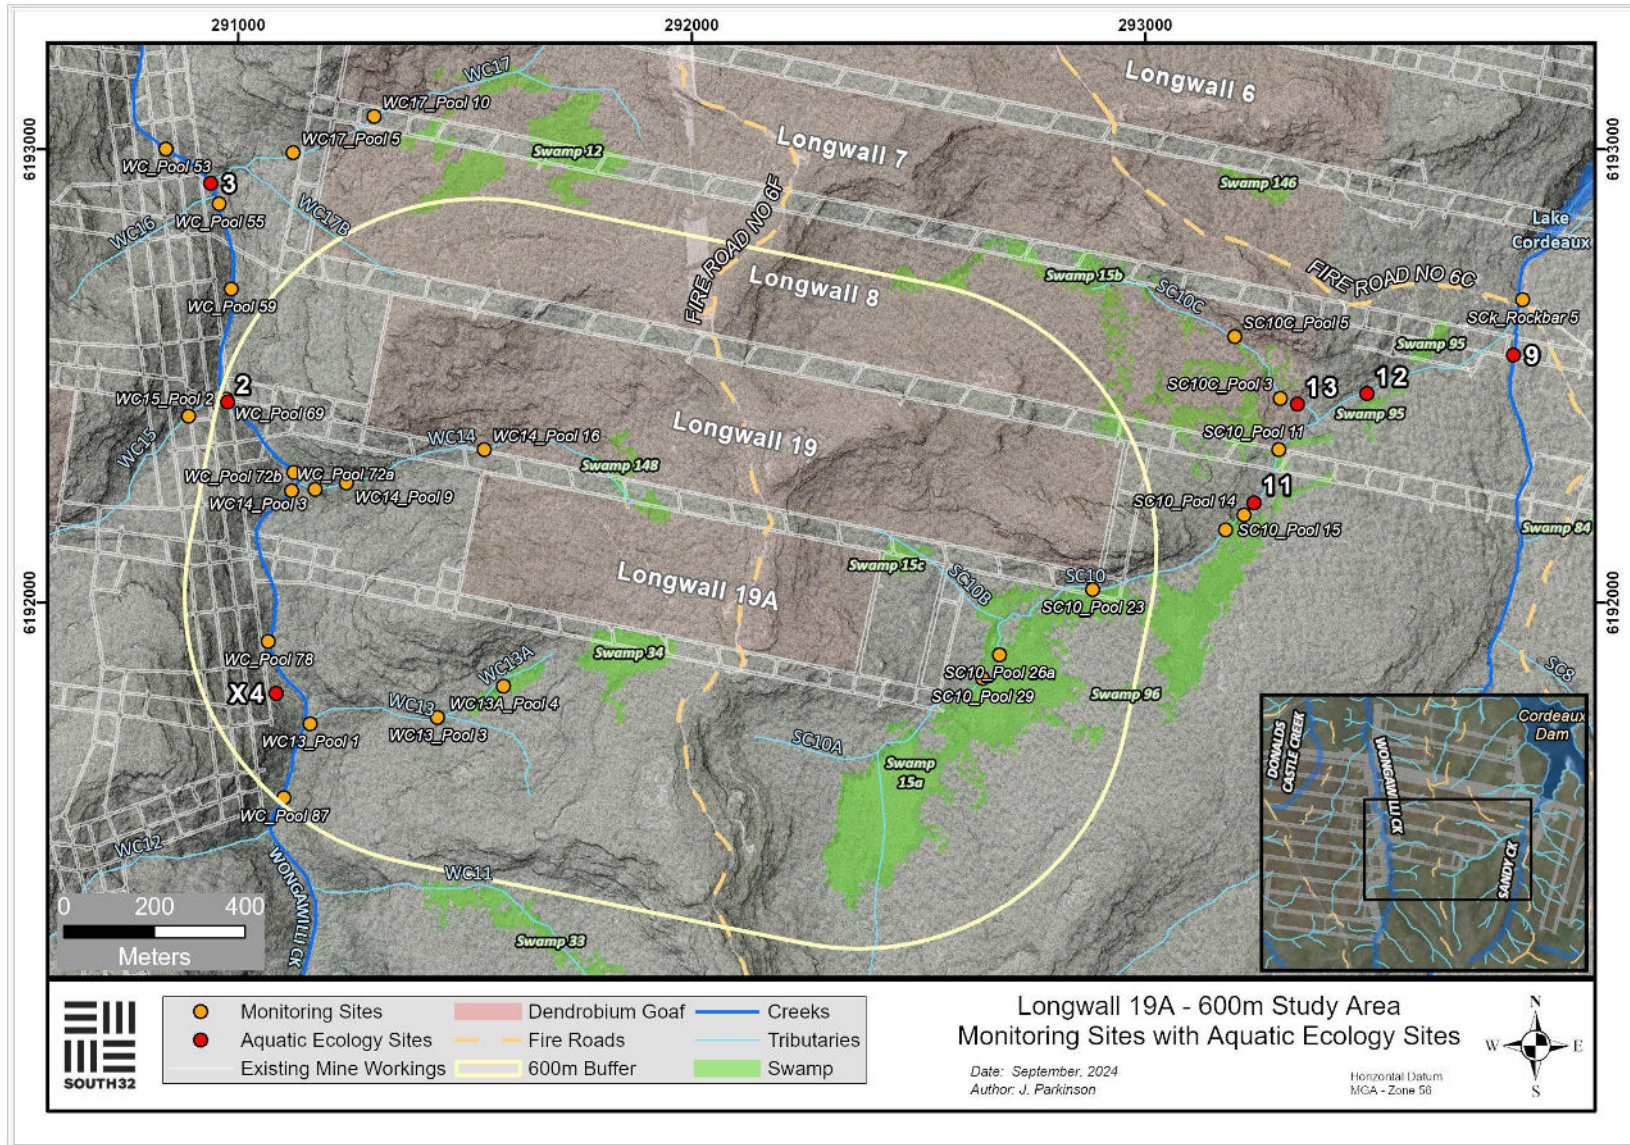 291000
292000
293000
6193000
6193000
6192000
6192000
WC17
Longwall 6
WC17_Pool 10
WC17_Pool 5
Longwall 7
Swamp 12
WC_Pool 53
3
Swamp 146
WC_Pool 55
WC16
WC17B
FIRE ROAD NO 6F
Lake
Cordeaux
Longwall 8
Swamp 15b
SC10C
FIRE ROAD NO 6C
WC_Pool 59
SC10C_Pool 5
SCk_Rockbar 5
Swamp 95
9
SC10C_Pool 3
13
12
Swamp 95
WC15_Pool 2
2
WC_Pool 69
WC15
WC14
WC14_Pool 16
Longwall 19
SC10_Pool 11
Swamp 148
WC_Pool 72b
WC_Pool 72a
WC14_Pool 3
WC14_Pool 9
11
SC10_Pool 14
SC10_Pool 15
Swamp 84
Longwall 19A
Swamp 15c
SC10B
SC10
SC10_Pool 23
WC_Pool 78
WC13A
Swamp 34
SC10_Pool 26a
SC10_Pool 29
Swamp 96
SC8
X4
WC13
WC13A_Pool 4
WC13_Pool 1
WC13_Pool 3
SC10A
Swamp
15a
WC_Pool 87
WC12
WONGAWILLI CK
WC11
Swamp 33
0 200 400
Meters
DONALDS
CASTLE CREEK
WONGAWILLI CK
Cordeaux
Dam
SANDY CK
SOUTH32
Monitoring Sites
Aquatic Ecology Sites
Existing Mine Workings
Dendrobium Goaf
Fire Roads
600m Buffer
Creeks
Tributaries
Swamp
Longwall 19A - 600m Study Area
Monitoring Sites with Aquatic Ecology Sites
Date: September, 2024
Author: J. Parkinson
Horizontal Datum
MGA - Zone 56
N
W
E
S